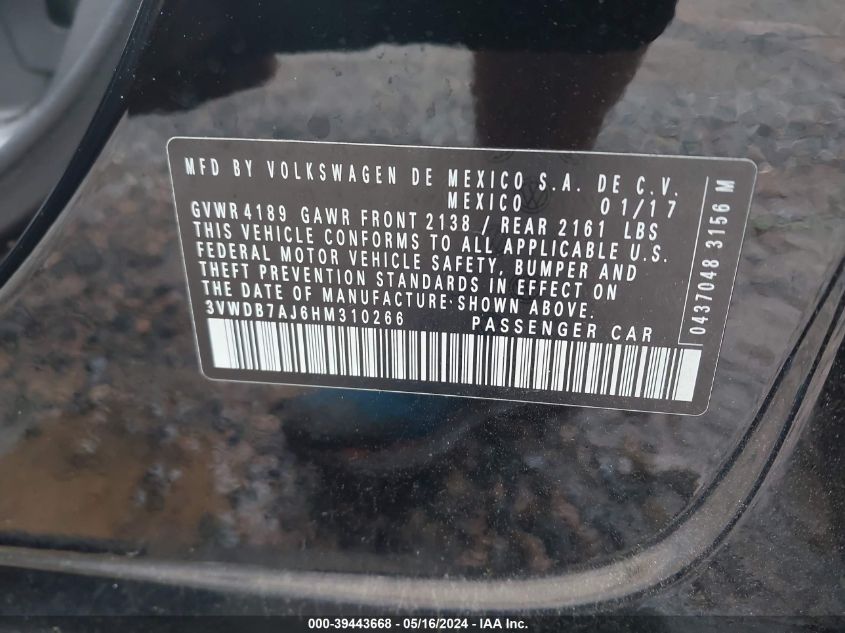 MFD BY VOLKSWAGEN DE MEXICO S.A. DE C.V.
MEXICO 01/17
GVWR 4189 GAWR FRONT 2138 / REAR 2161 LBS
THIS VEHICLE CONFORMS TO ALL APPLICABLE U.S.
FEDERAL MOTOR VEHICLE SAFETY, BUMPER AND
THEFT PREVENTION STANDARDS IN EFFECT ON
THE DATE OF MANUFACTURE SHOWN ABOVE.
3VWDB7AJ6HM310266 PASSENGER CAR
0437048 3156 M
000-39443668 - 05/16/2024 - IAA Inc.